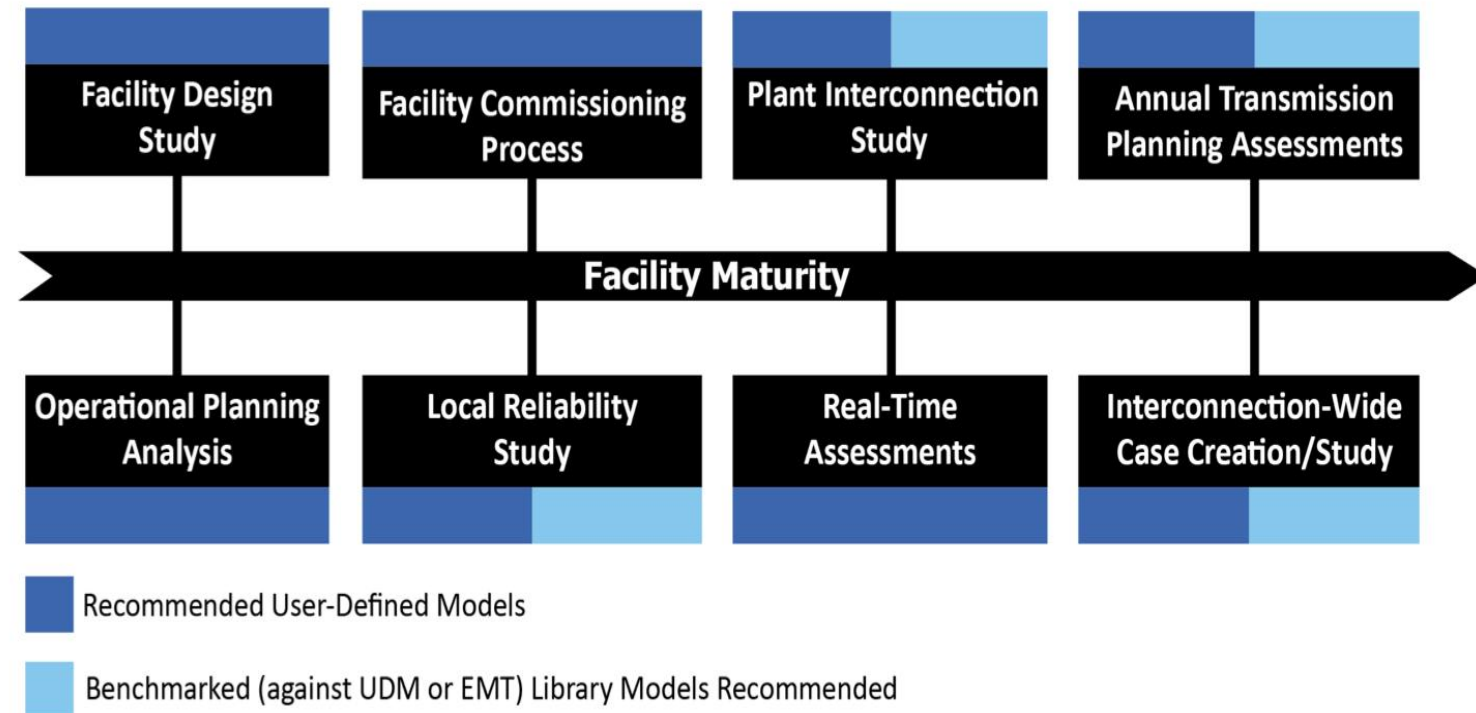 Facility Design
Study
Facility Commissioning
Process
Plant Interconnection
Study
Annual Transmission
Planning Assessments
Facility Maturity
Operational Planning
Analysis
Local Reliability
Study
Real-Time
Assessments
Interconnection-Wide
Case Creation/Study
Recommended User-Defined Models
Benchmarked (against UDM or EMT) Library Models Recommended